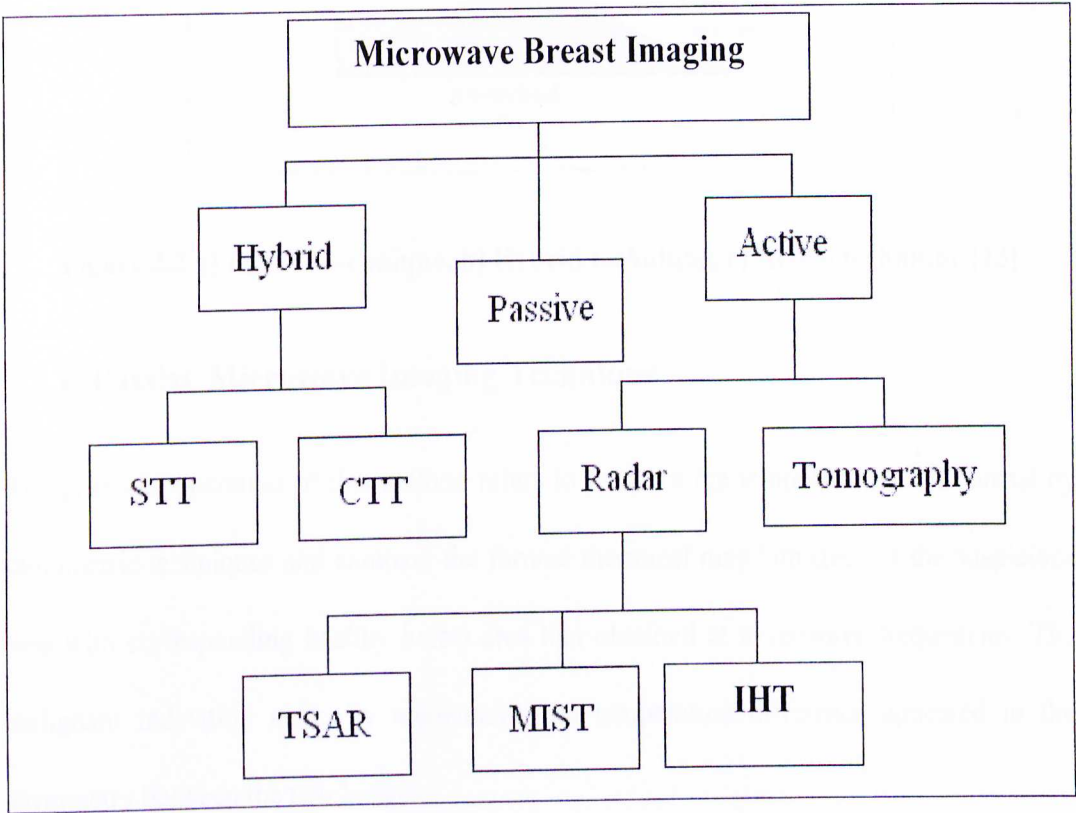 Microwave Breast Imaging
Hybrid
Passive
Active
STT
CTT
Radar
Tomography
TSAR
MIST
IHT